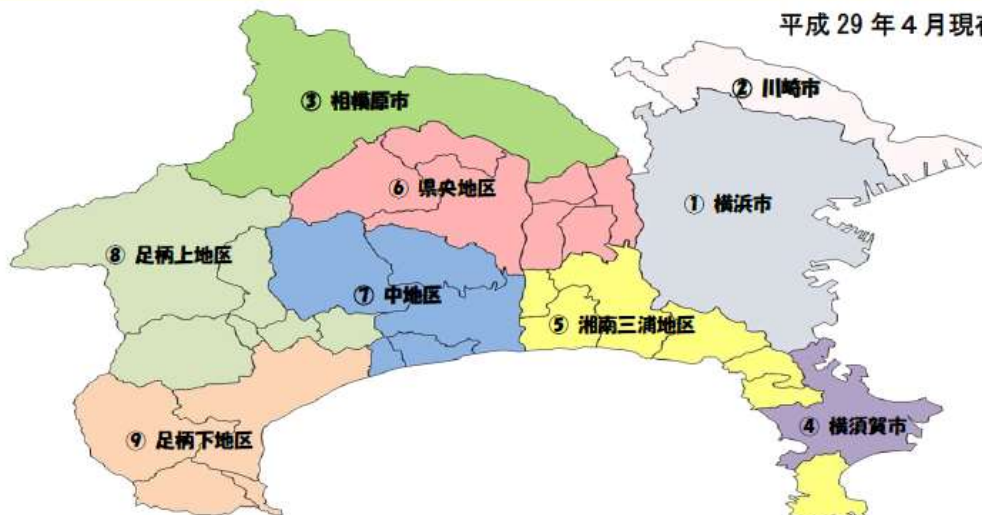 平成 29 年 4 月現在
② 川崎市
③ 相模原市
⑥ 県央地区
① 横浜市
⑧ 足柄上地区
⑦ 中地区
⑤ 湘南三浦地区
④ 横須賀市
⑨ 足柄下地区